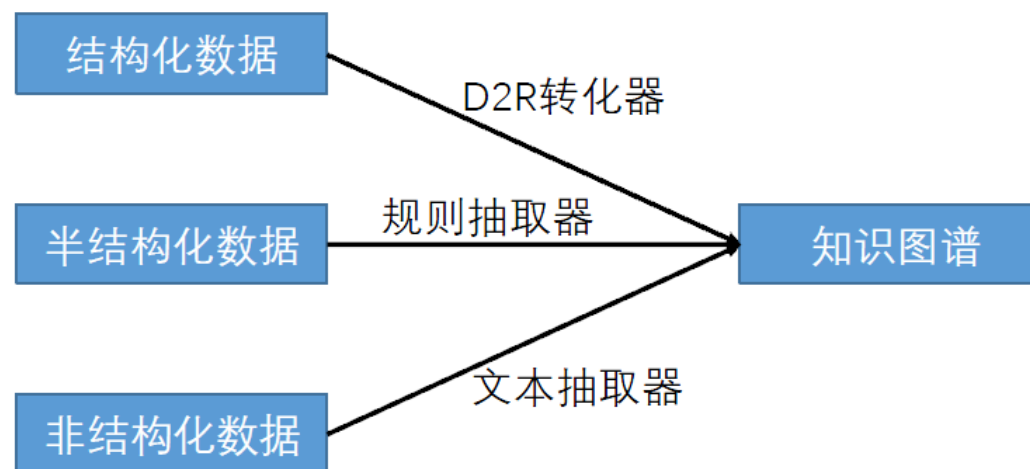 结构化数据
D2R转化器
半结构化数据
规则抽取器
知识图谱
文本抽取器
非结构化数据